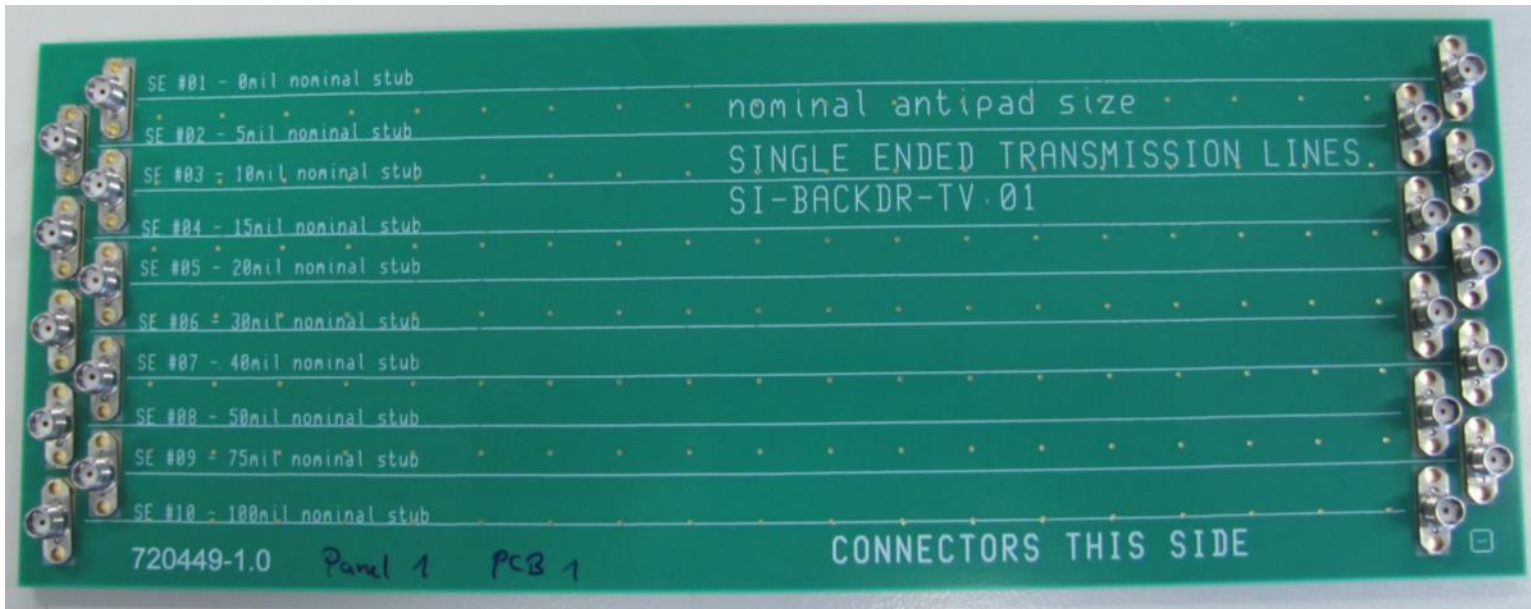 SE #01 - 0mil nominal stub
nominal antipad size
SE #02 - 5mil nominal stub
SINGLE ENDED TRANSMISSION LINES
SE #03 - 10mil nominal stub
SI-BACKDR-TV.01
SE #04 - 15mil nominal stub
SE #05 - 20mil nominal stub
SE #06 - 30mil nominal stub
SE #07 - 40mil nominal stub
SE #08 - 50mil nominal stub
SE #09 - 75mil nominal stub
SE #10 - 100mil nominal stub
CONNECTORS THIS SIDE
720449-1.0 Panel 1 PCB 1